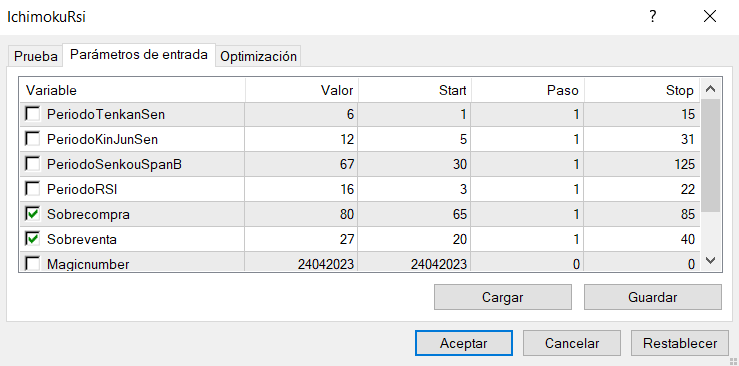 IchimokuRsi ?
Prueba Parámetros de entrada Optimización
Variable Valor Start Paso Stop
PeriodoTenkanSen 6 1 1 15
PeriodoKinJunSen 12 5 1 31
PeriodoSenkouSpanB 67 30 1 125
PeriodoRSI 16 3 1 22
Sobrecompra 80 65 1 85
Sobreventa 27 20 1 40
Magicnumber 24042023 24042023 0 0
Cargar Guardar
Aceptar Cancelar Restablecer